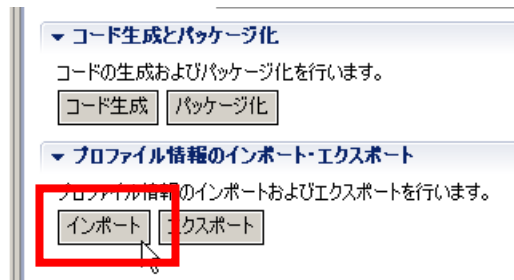 コード生成とパッケージ化
コードの生成およびパッケージ化を行います。
コード生成 パッケージ化
プロファイル情報のインポート・エクスポート
プロファイル情報のインポートおよびエクスポートを行います。
インポート エクスポート